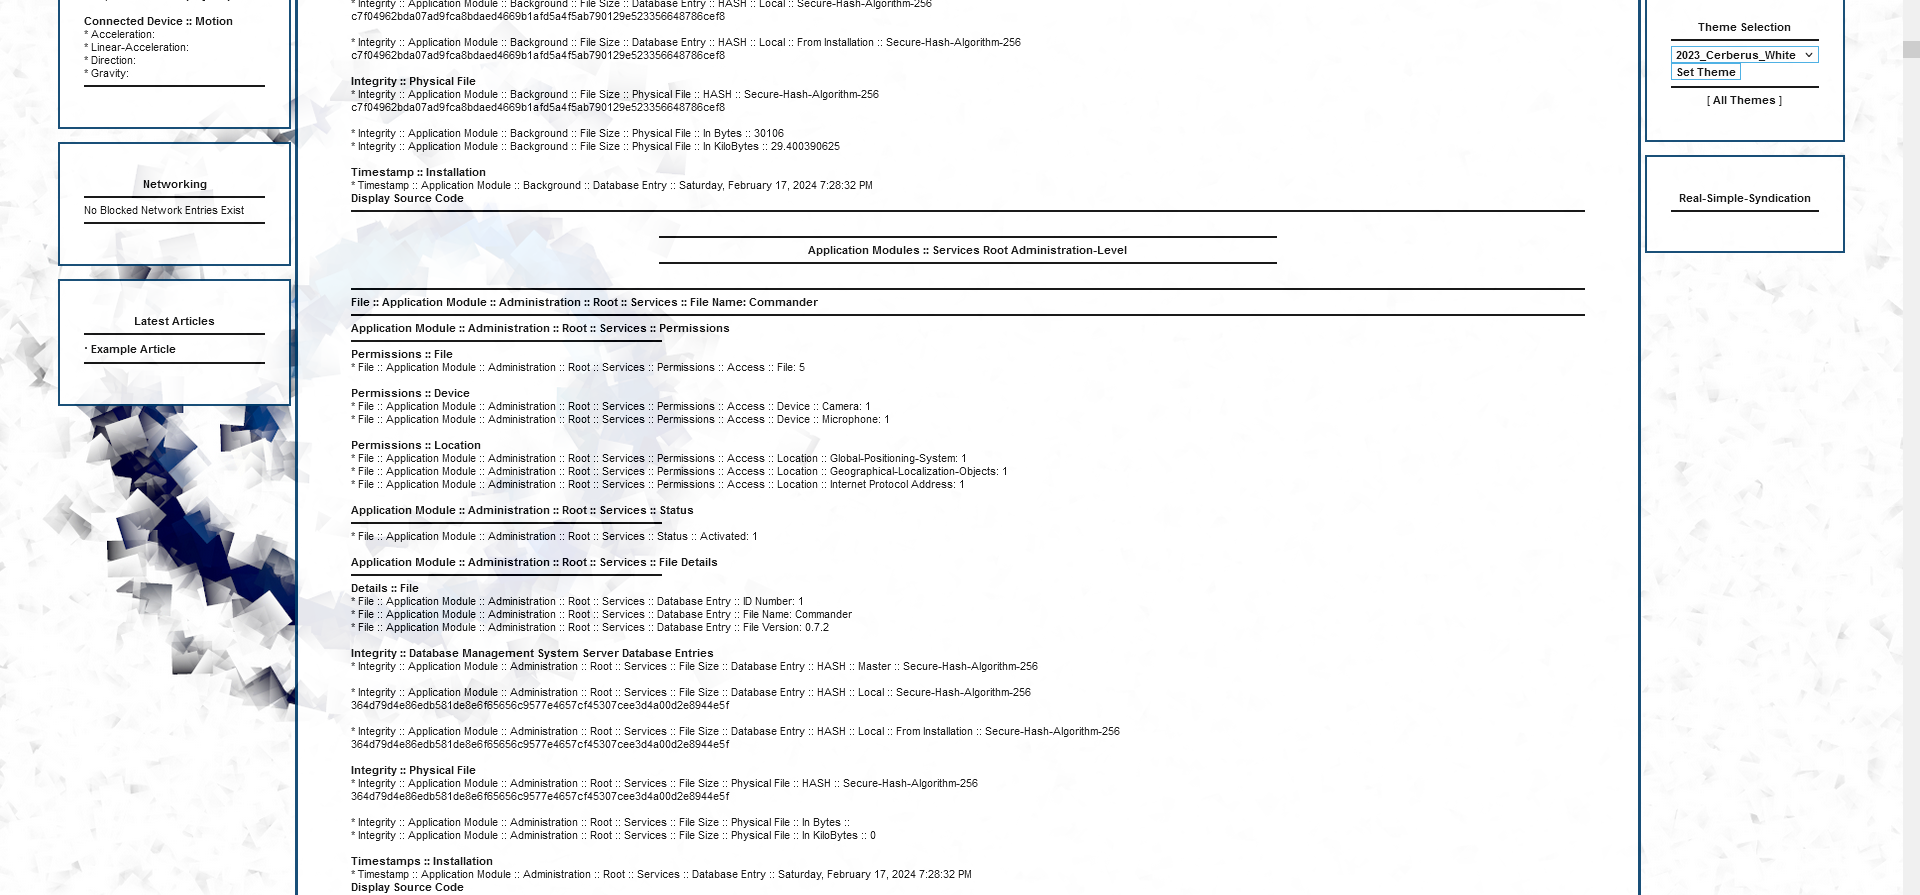 Connected Device :: Motion
* Acceleration:
* Linear-Acceleration:
* Direction:
* Gravity:
Networking
No Blocked Network Entries Exist
Latest Articles
· Example Article
* Integrity :: Application Module :: Background :: File Size :: Database Entry :: HASH :: Local :: Secure-Hash-Algorithm-256
c7f04962bda07ad9fca8bdaed4669b1afd5a4f5ab790129e523356648786cef8
* Integrity :: Application Module :: Background :: File Size :: Database Entry :: HASH :: Local :: From Installation :: Secure-Hash-Algorithm-256
c7f04962bda07ad9fca8bdaed4669b1afd5a4f5ab790129e523356648786cef8
Integrity :: Physical File
* Integrity :: Application Module :: Background :: File Size :: Physical File :: HASH :: Secure-Hash-Algorithm-256
c7f04962bda07ad9fca8bdaed4669b1afd5a4f5ab790129e523356648786cef8
* Integrity :: Application Module :: Background :: File Size :: Physical File :: In Bytes :: 30106
* Integrity :: Application Module :: Background :: File Size :: Physical File :: In KiloBytes :: 29.400390625
Timestamp :: Installation
* Timestamp :: Application Module :: Background :: Database Entry :: Saturday, February 17, 2024 7:28:32 PM
Display Source Code
Application Modules :: Services Root Administration-Level
File :: Application Module :: Administration :: Root :: Services :: File Name: Commander
Application Module :: Administration :: Root :: Services :: Permissions
Permissions :: File
* File :: Application Module :: Administration :: Root :: Services :: Permissions :: Access :: File: 5
Permissions :: Device
* File :: Application Module :: Administration :: Root :: Services :: Permissions :: Access :: Device :: Camera: 1
* File :: Application Module :: Administration :: Root :: Services :: Permissions :: Access :: Device :: Microphone: 1
Permissions :: Location
* File :: Application Module :: Administration :: Root :: Services :: Permissions :: Access :: Location :: Global-Positioning-System: 1
* File :: Application Module :: Administration :: Root :: Services :: Permissions :: Access :: Location :: Geographical-Localization-Objects: 1
* File :: Application Module :: Administration :: Root :: Services :: Permissions :: Access :: Location :: Internet Protocol Address: 1
Application Module :: Administration :: Root :: Services :: Status
* File :: Application Module :: Administration :: Root :: Services :: Status :: Activated: 1
Application Module :: Administration :: Root :: Services :: File Details
Details :: File
* File :: Application Module :: Administration :: Root :: Services :: Database Entry :: ID Number: 1
* File :: Application Module :: Administration :: Root :: Services :: Database Entry :: File Name: Commander
* File :: Application Module :: Administration :: Root :: Services :: Database Entry :: File Version: 0.7.2
Integrity :: Database Management System Server Database Entries
* Integrity :: Application Module :: Administration :: Root :: Services :: File Size :: Database Entry :: HASH :: Master :: Secure-Hash-Algorithm-256
* Integrity :: Application Module :: Administration :: Root :: Services :: File Size :: Database Entry :: HASH :: Local :: Secure-Hash-Algorithm-256
364d79d4e86edb581de8e6f65656c9577e4657cf45307cee3d4a00d2e8944e5f
* Integrity :: Application Module :: Administration :: Root :: Services :: File Size :: Database Entry :: HASH :: Local :: From Installation :: Secure-Hash-Algorithm-256
364d79d4e86edb581de8e6f65656c9577e4657cf45307cee3d4a00d2e8944e5f
Integrity :: Physical File
* Integrity :: Application Module :: Administration :: Root :: Services :: File Size :: Physical File :: HASH :: Secure-Hash-Algorithm-256
364d79d4e86edb581de8e6f65656c9577e4657cf45307cee3d4a00d2e8944e5f
* Integrity :: Application Module :: Administration :: Root :: Services :: File Size :: Physical File :: In Bytes ::
* Integrity :: Application Module :: Administration :: Root :: Services :: File Size :: Physical File :: In KiloBytes :: 0
Timestamps :: Installation
* Timestamp :: Application Module :: Administration :: Root :: Services :: Database Entry :: Saturday, February 17, 2024 7:28:32 PM
Display Source Code
Theme Selection
2023_Cerberus_White
Set Theme
[ All Themes ]
Real-Simple-Syndication